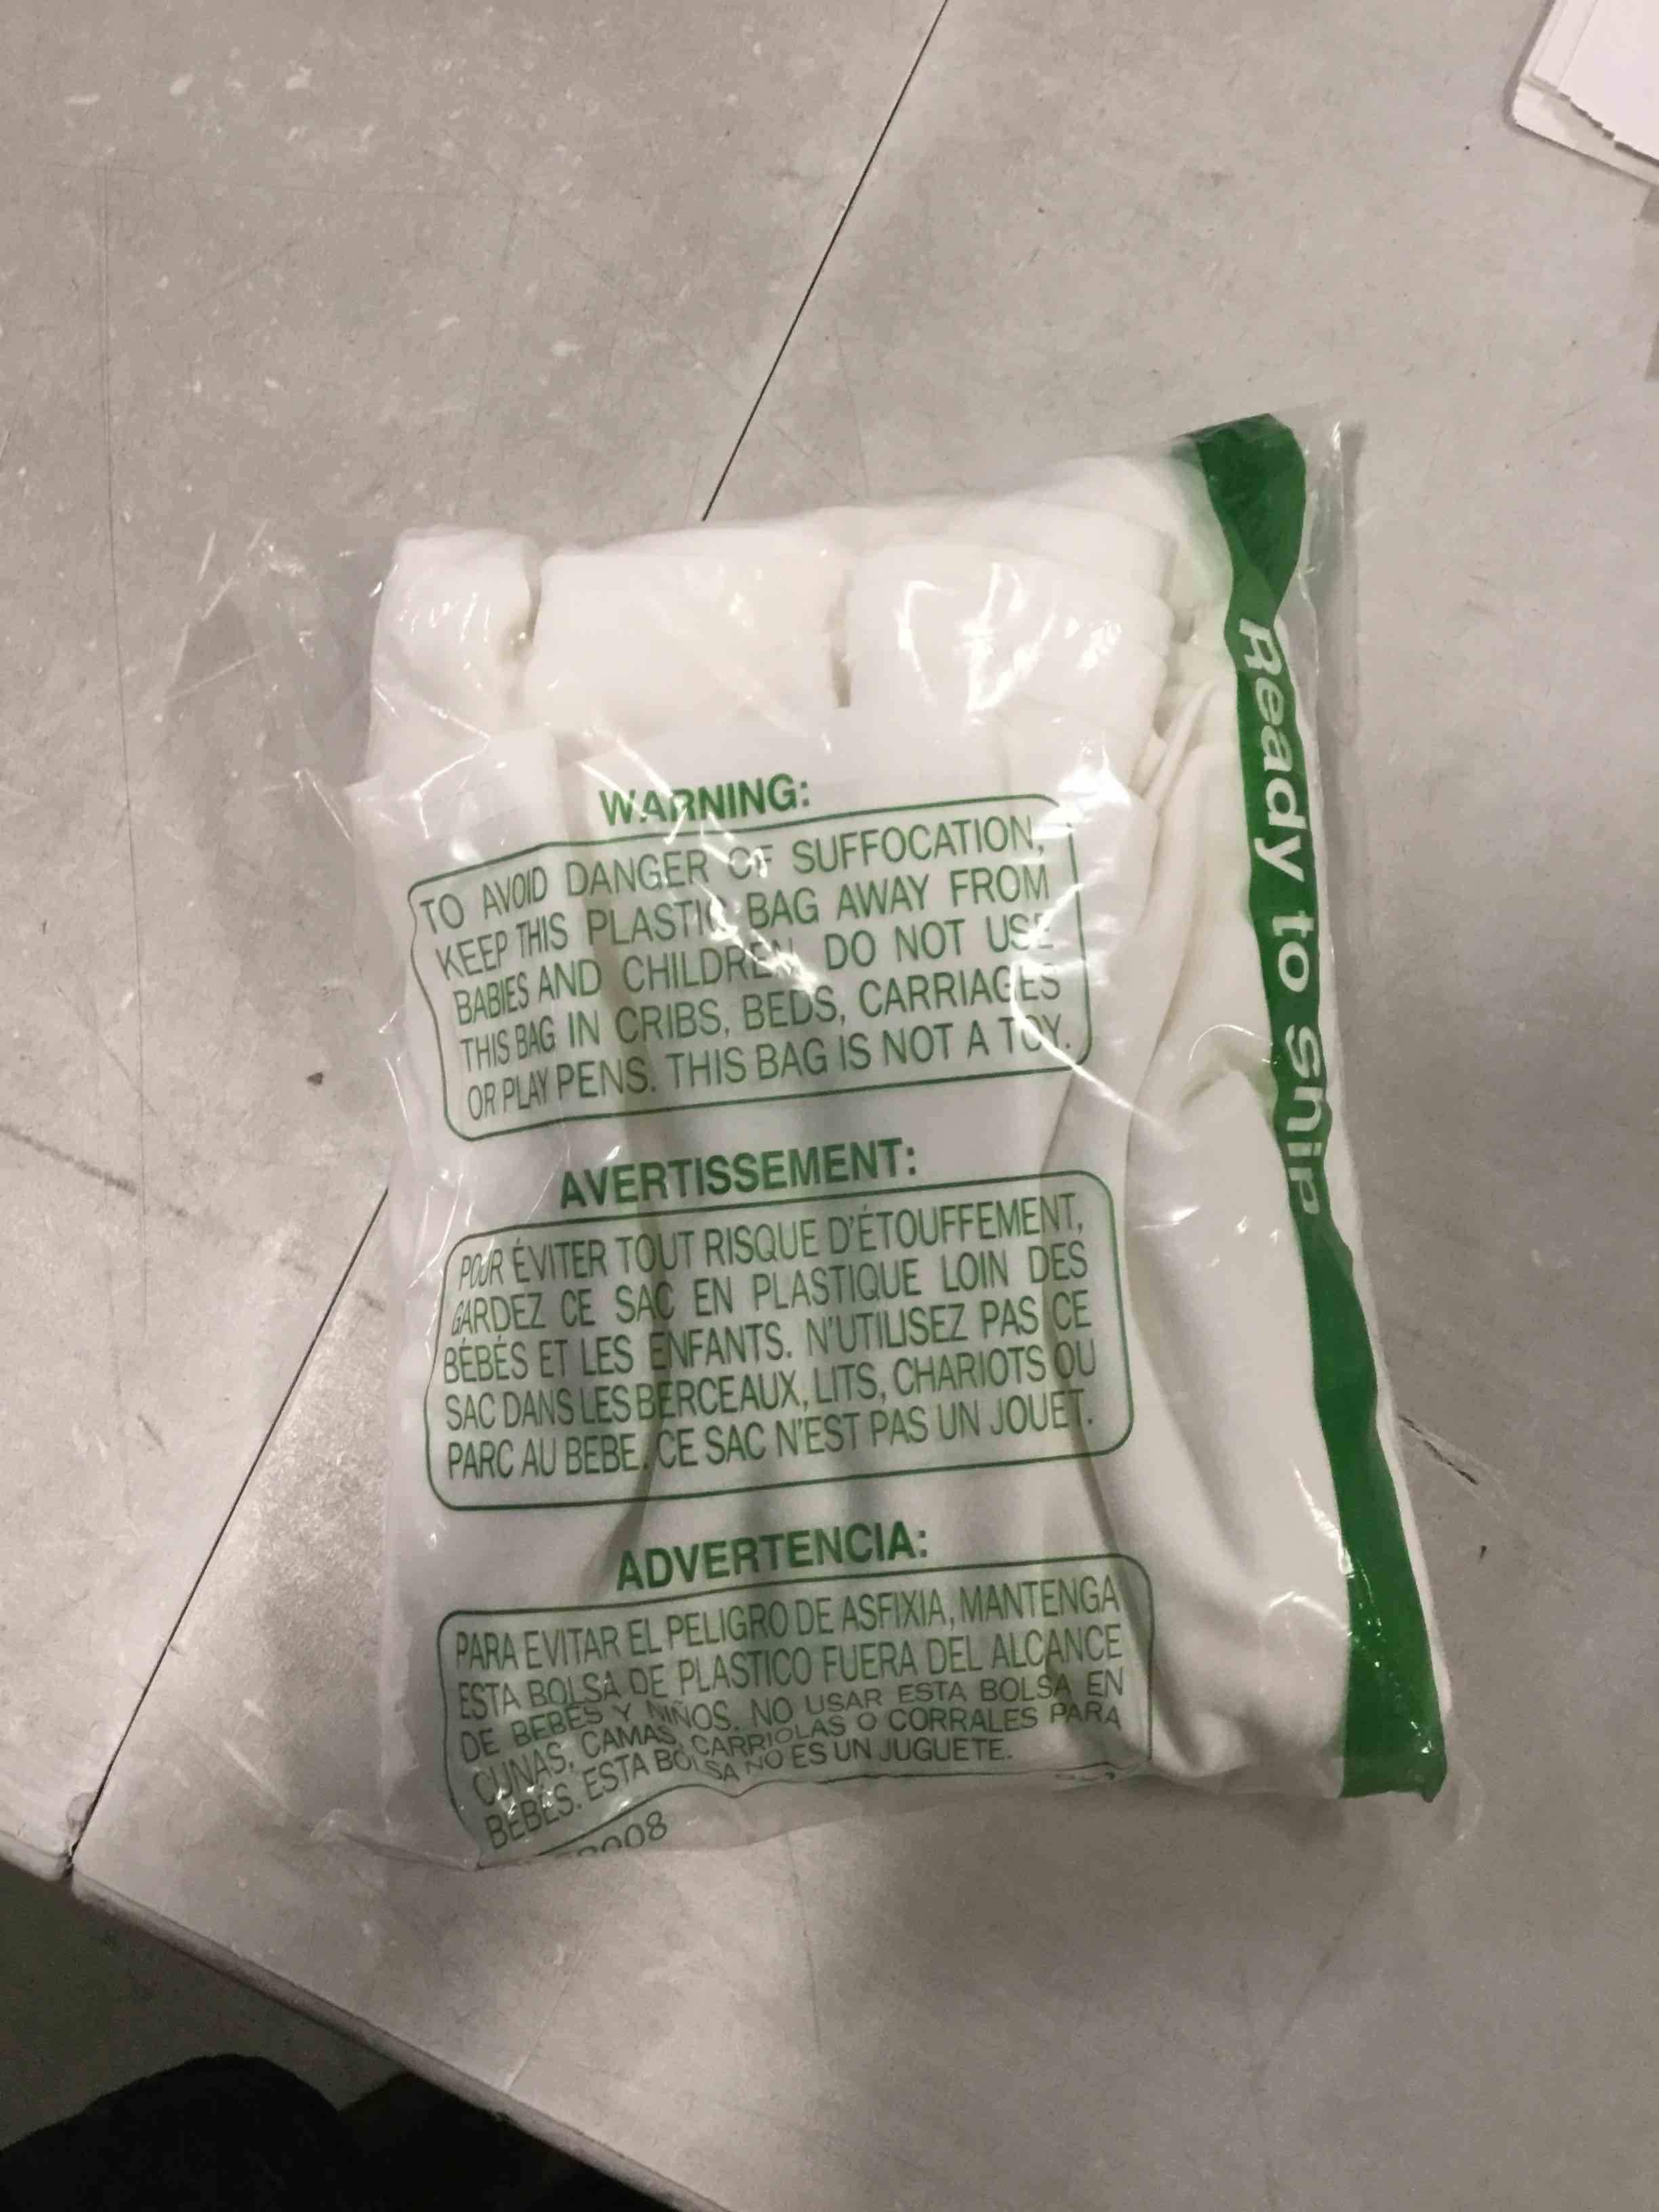 WARNING:
TO AVOID DANGER OF SUFFOCATION,
KEEP THIS PLASTIC BAG AWAY FROM
BABIES AND CHILDREN. DO NOT USE
THIS BAG IN CRIBS, BEDS, CARRIAGES
OR PLAY PENS. THIS BAG IS NOT A TOY.
AVERTISSEMENT:
POUR ÉVITER TOUT RISQUE D'ÉTOUFFEMENT,
GARDEZ CE SAC EN PLASTIQUE LOIN DES
BÉBÉS ET LES ENFANTS. N'UTILISEZ PAS CE
SAC DANS LES BERCEAUX, LITS, CHARIOTS OU
PARC AU BEBE. CE SAC N'EST PAS UN JOUET.
ADVERTENCIA:
PARA EVITAR EL PELIGRO DE ASFIXIA, MANTENGA
ESTA BOLSA DE PLASTICO FUERA DEL ALCANCE
DE BEBÉS Y NIÑOS. NO USAR ESTA BOLSA EN
CUNAS, CAMAS, CARRIOLAS O CORRALES PARA
BEBÉS. ESTA BOLSA NO ES UN JUGUETE.
Ready to Ship